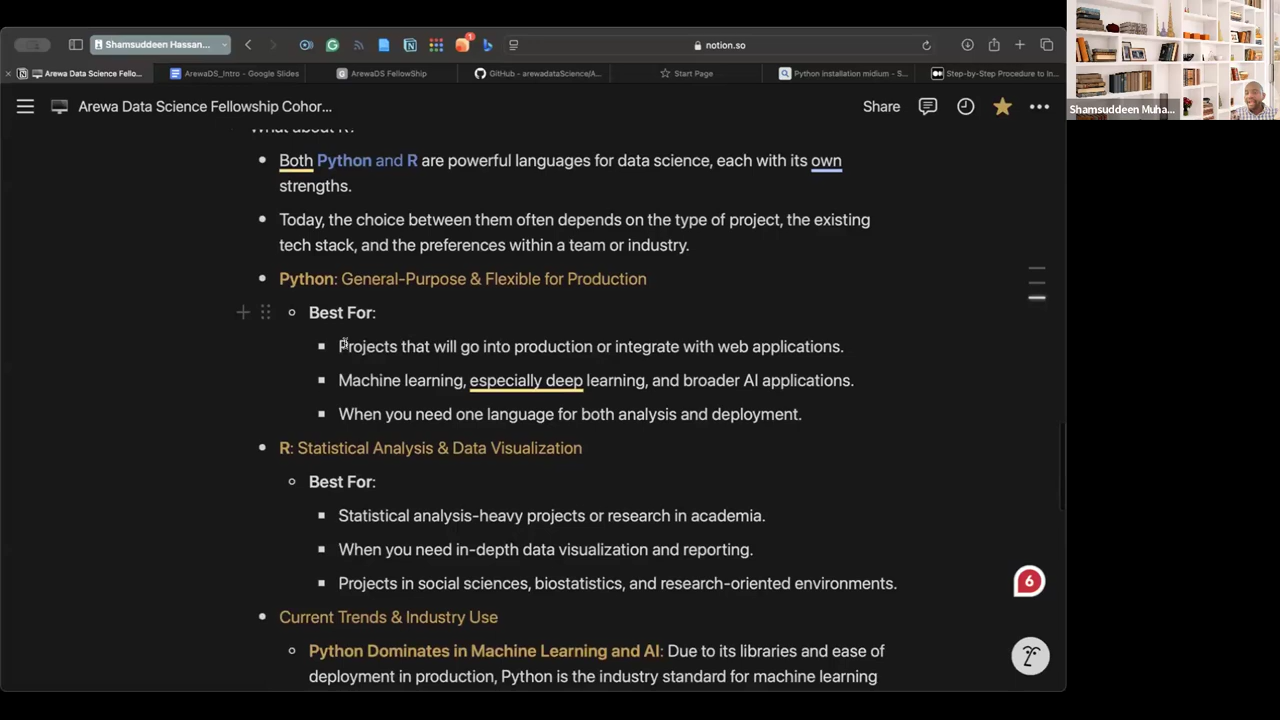 Shamsuddeen Hassan...
1
notion.so
Arewa Data Science Fello...
ArewaDS_Intro - Google Slides
ArewaDS FellowShip
GitHub - arewadataScience/A...
Start Page
Python installation midium - S...
Step-by-Step Procedure to In...
Arewa Data Science Fellowship Cohor...
Share
Shamsuddeen Muha...
What about R?
Both Python and R are powerful languages for data science, each with its own
strengths.
Today, the choice between them often depends on the type of project, the existing
tech stack, and the preferences within a team or industry.
Python: General-Purpose & Flexible for Production
Best For:
Projects that will go into production or integrate with web applications.
Machine learning, especially deep learning, and broader AI applications.
When you need one language for both analysis and deployment.
R: Statistical Analysis & Data Visualization
Best For:
Statistical analysis-heavy projects or research in academia.
When you need in-depth data visualization and reporting.
Projects in social sciences, biostatistics, and research-oriented environments.
6
Current Trends & Industry Use
Python Dominates in Machine Learning and AI: Due to its libraries and ease of
deployment in production, Python is the industry standard for machine learning